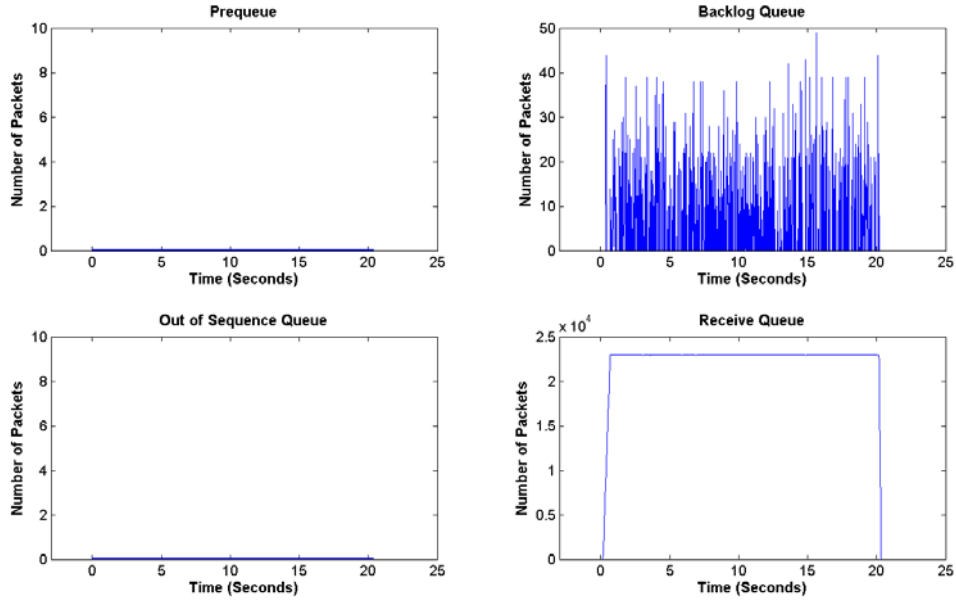 Prequeue
Number of Packets
10
8
6
4
2
0
0 5 10 15 20 25
Time (Seconds)
Backlog Queue
Number of Packets
50
40
30
20
10
0
0 5 10 15 20 25
Time (Seconds)
Out of Sequence Queue
Number of Packets
10
8
6
4
2
0
0 5 10 15 20 25
Time (Seconds)
Receive Queue
x 10⁴
Number of Packets
2.5
2
1.5
1
0.5
0
0 5 10 15 20 25
Time (Seconds)